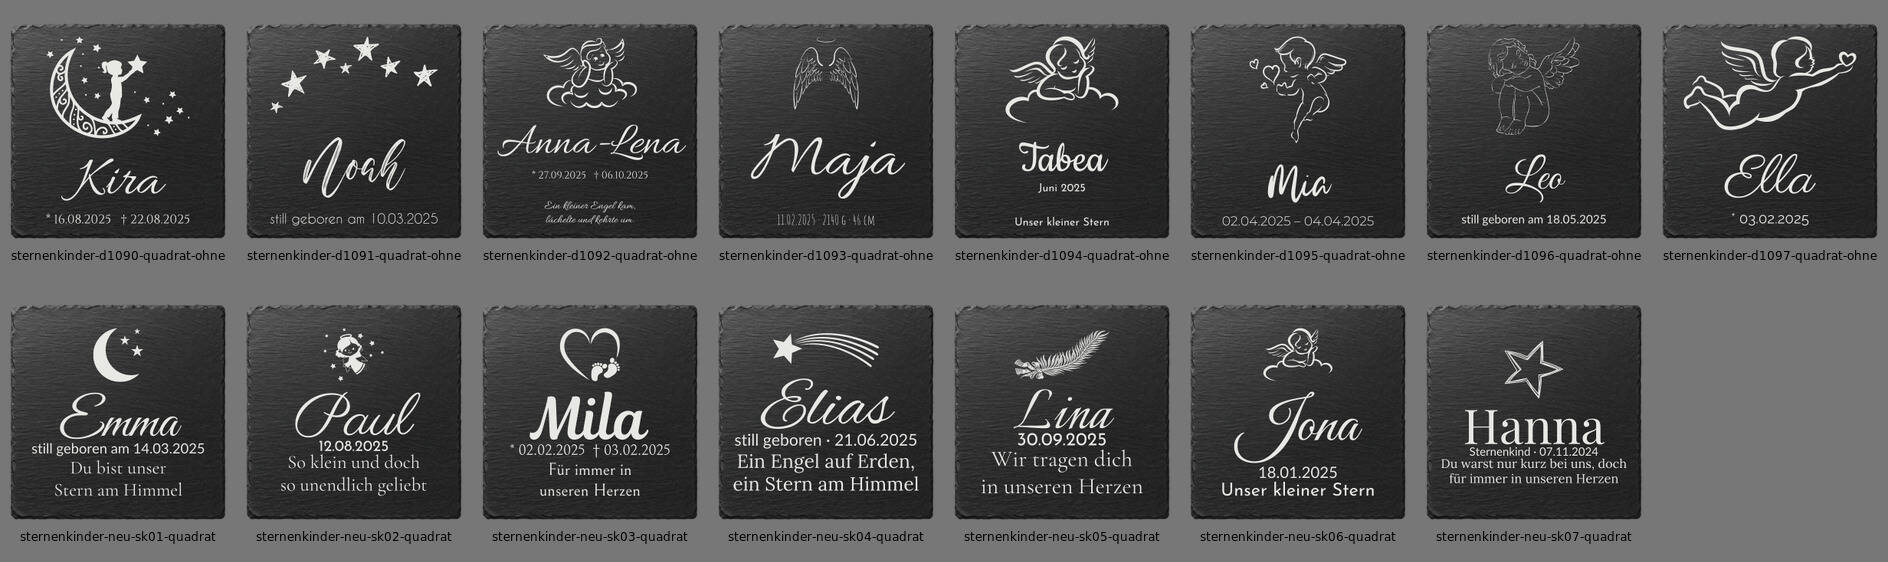 Kira
* 16.08.2025 † 22.08.2025
sternenkinder-d1090-quadrat-ohne
Noah
still geboren am 10.03.2025
sternenkinder-d1091-quadrat-ohne
Anna-Lena
* 27.09.2025 † 06.10.2025
Ein kleiner Engel kam,
lächelte und kehrte um.
sternenkinder-d1092-quadrat-ohne
Maja
11.02.2025 · 2140 G · 46 CM
sternenkinder-d1093-quadrat-ohne
Tabea
Juni 2025
Unser kleiner Stern
sternenkinder-d1094-quadrat-ohne
Mia
02.04.2025 – 04.04.2025
sternenkinder-d1095-quadrat-ohne
Leo
still geboren am 18.05.2025
sternenkinder-d1096-quadrat-ohne
Ella
* 03.02.2025
sternenkinder-d1097-quadrat-ohne
Emma
still geboren am 14.03.2025
Du bist unser
Stern am Himmel
sternenkinder-neu-sk01-quadrat
Paul
12.08.2025
So klein und doch
so unendlich geliebt
sternenkinder-neu-sk02-quadrat
Mila
* 02.02.2025 † 03.02.2025
Für immer in
unseren Herzen
sternenkinder-neu-sk03-quadrat
Elias
still geboren · 21.06.2025
Ein Engel auf Erden,
ein Stern am Himmel
sternenkinder-neu-sk04-quadrat
Lina
30.09.2025
Wir tragen dich
in unseren Herzen
sternenkinder-neu-sk05-quadrat
Jona
18.01.2025
Unser kleiner Stern
sternenkinder-neu-sk06-quadrat
Hanna
Sternenkind · 07.11.2024
Du warst nur kurz bei uns, doch
für immer in unseren Herzen
sternenkinder-neu-sk07-quadrat